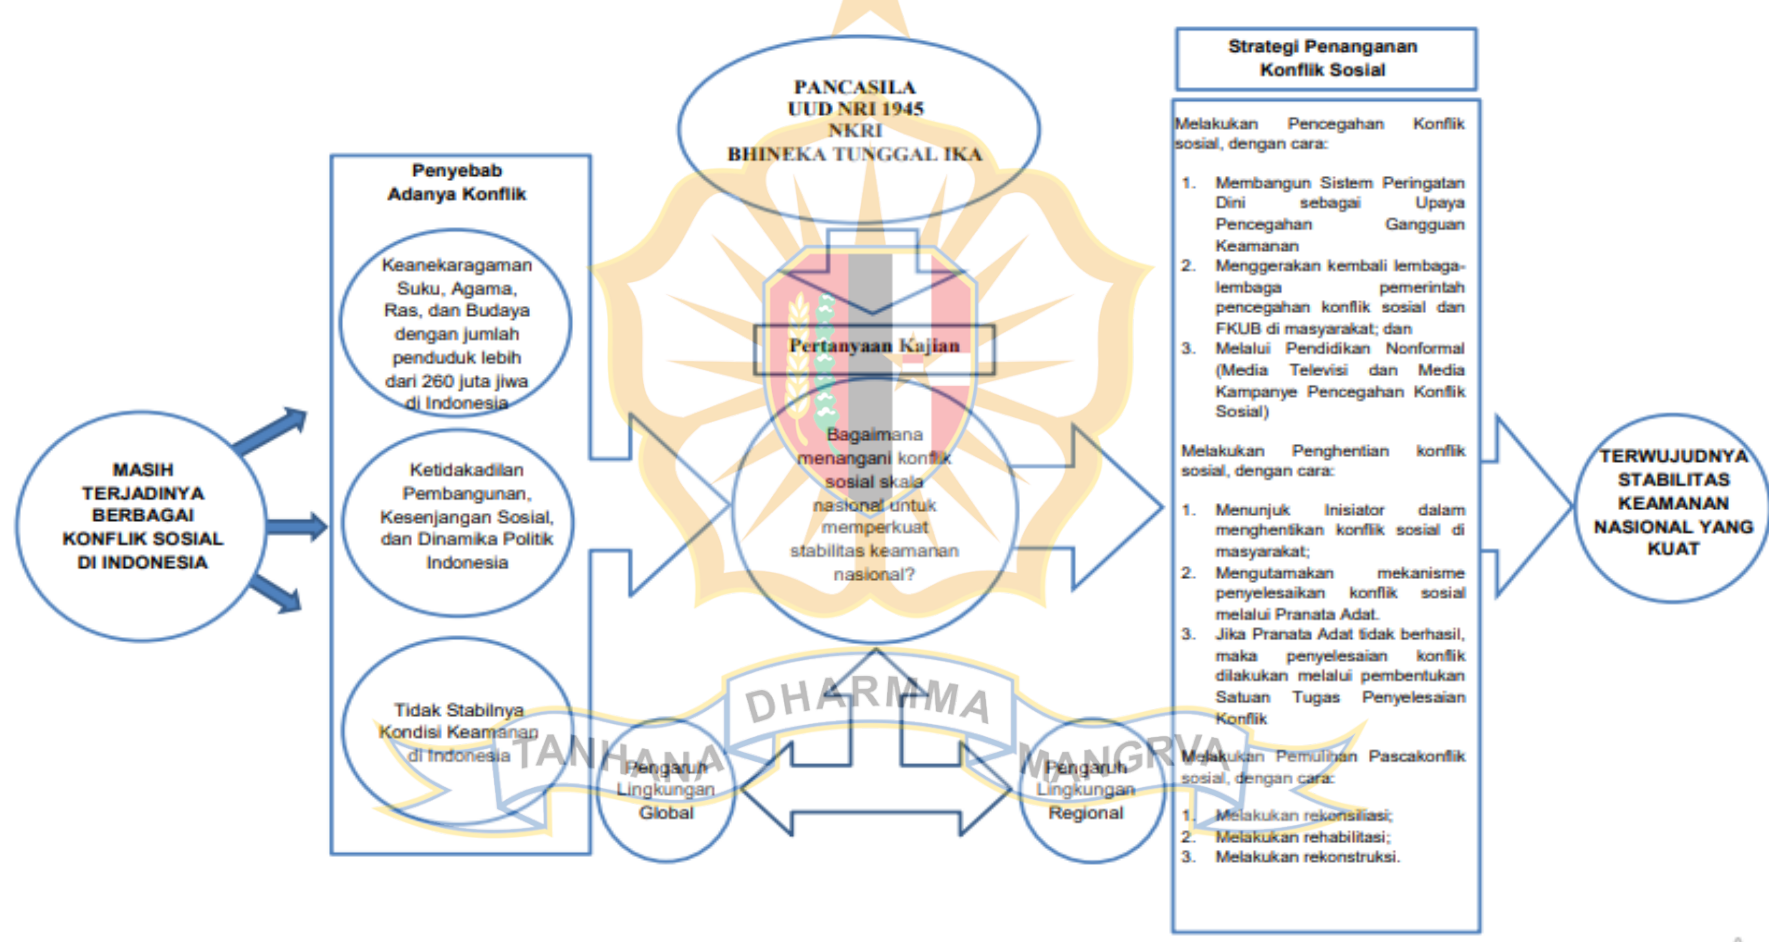 MASIH
TERJADINYA
BERBAGAI
KONFLIK SOSIAL
DI INDONESIA
Penyebab
Adanya Konflik
Keanekaragaman
Suku, Agama,
Ras, dan Budaya
dengan jumlah
penduduk lebih
dari 260 juta jiwa
di Indonesia
Ketidakadilan
Pembangunan,
Kesenjangan Sosial,
dan Dinamika Politik
Indonesia
Tidak Stabilnya
Kondisi Keamanan
di Indonesia
PANCASILA
UUD NRI 1945
NKRI
BHINEKA TUNGGAL IKA
Pertanyaan Kajian
Bagaimana
menangani konflik
sosial skala
nasional untuk
memperkuat
stabilitas keamanan
nasional?
TANHANA DHARMMA MANGRVA
Pengaruh
Lingkungan
Global
Pengaruh
Lingkungan
Regional
Strategi Penanganan
Konflik Sosial
Melakukan Pencegahan Konflik
sosial, dengan cara:
1. Membangun Sistem Peringatan
Dini sebagai Upaya
Pencegahan Gangguan
Keamanan
2. Menggerakan kembali lembaga-
lembaga pemerintah
pencegahan konflik sosial dan
FKUB di masyarakat; dan
3. Melalui Pendidikan Nonformal
(Media Televisi dan Media
Kampanye Pencegahan Konflik
Sosial)
Melakukan Penghentian konflik
sosial, dengan cara:
1. Menunjuk Inisiator dalam
menghentikan konflik sosial di
masyarakat;
2. Mengutamakan mekanisme
penyelesaikan konflik sosial
melalui Pranata Adat.
3. Jika Pranata Adat tidak berhasil,
maka penyelesaian konflik
dilakukan melalui pembentukan
Satuan Tugas Penyelesaian
Konflik
Melakukan Pemulihan Pascakonflik
sosial, dengan cara:
1. Melakukan rekonsiliasi;
2. Melakukan rehabilitasi;
3. Melakukan rekonstruksi.
TERWUJUDNYA
STABILITAS
KEAMANAN
NASIONAL YANG
KUAT